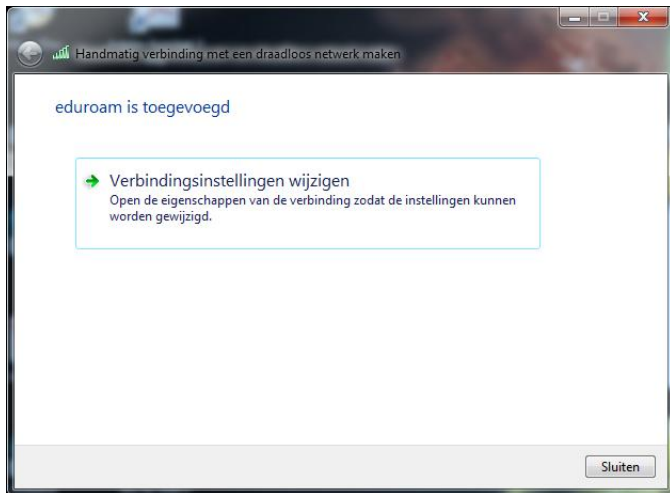 Handmatig verbinding met een draadloos netwerk maken
eduroam is toegevoegd
Verbindingsinstellingen wijzigen
Open de eigenschappen van de verbinding zodat de instellingen kunnen
worden gewijzigd.
Sluiten